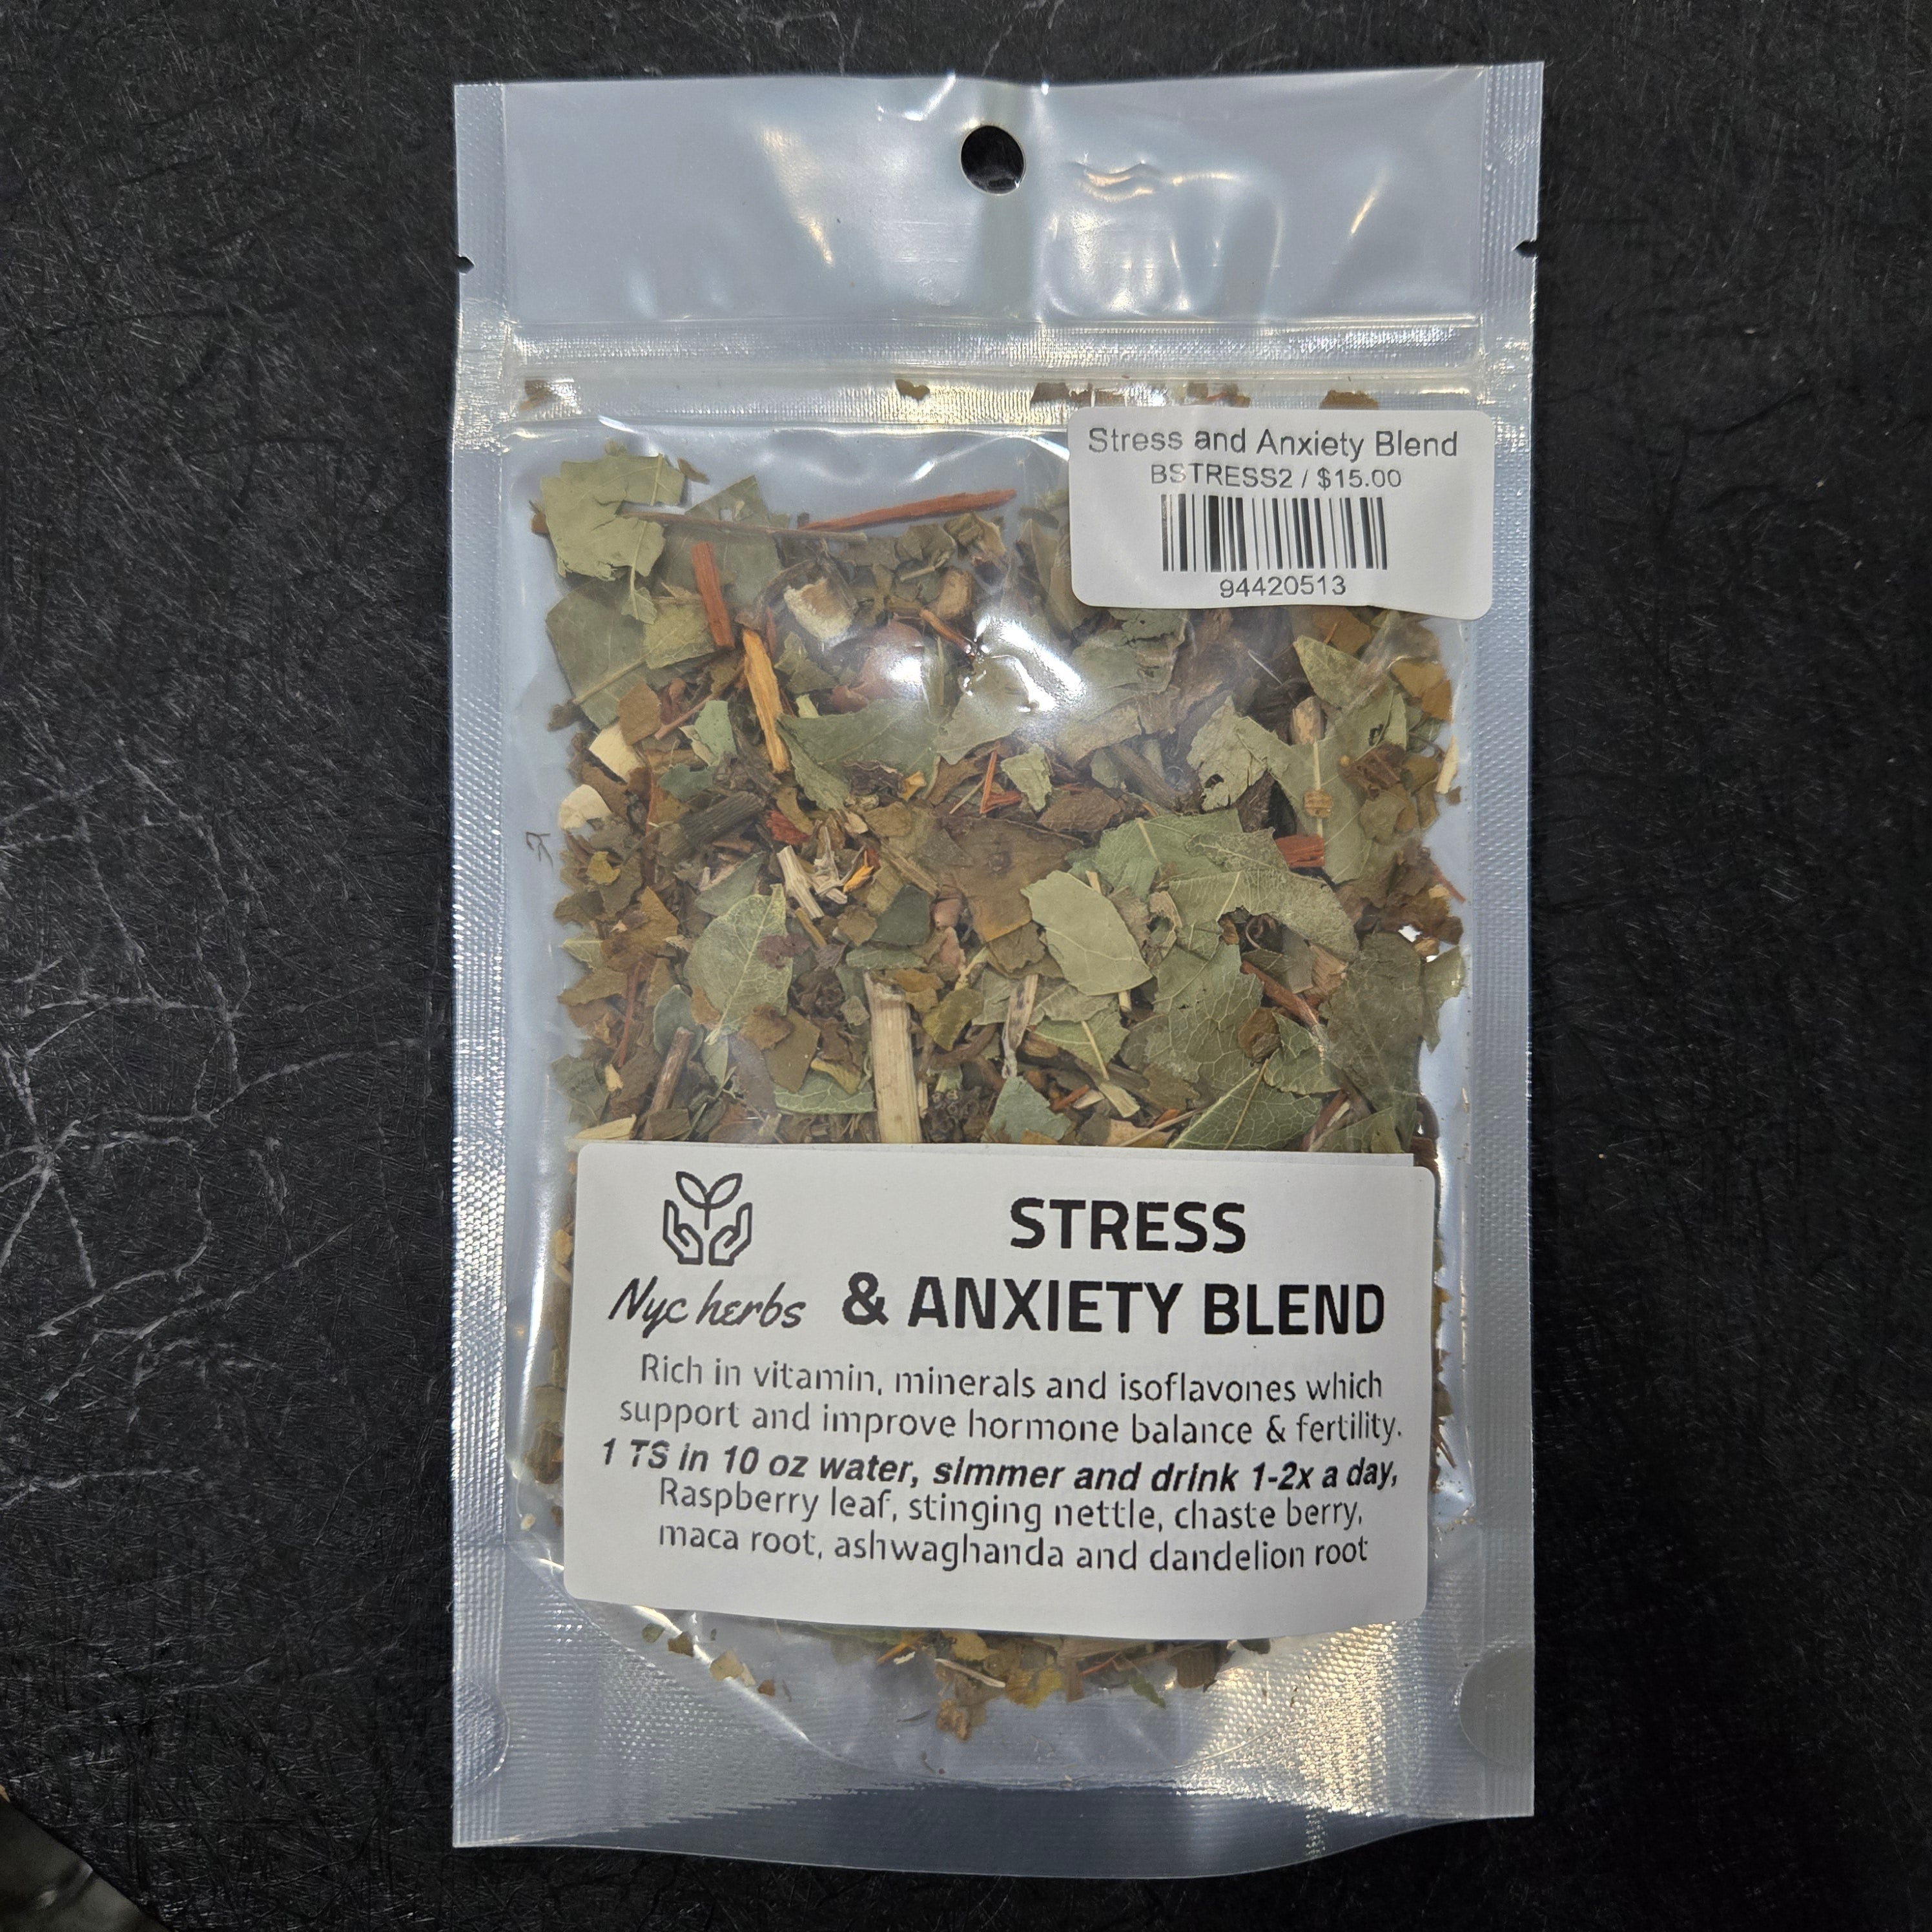 Stress and Anxiety Blend
BSTRESS2 / $15.00
94420513
STRESS
Nyc herbs & ANXIETY BLEND
Rich in vitamin, minerals and isoflavones which
support and improve hormone balance & fertility.
1 TS in 10 oz water, simmer and drink 1-2x a day,
Raspberry leaf, stinging nettle, chaste berry,
maca root, ashwaghanda and dandelion root